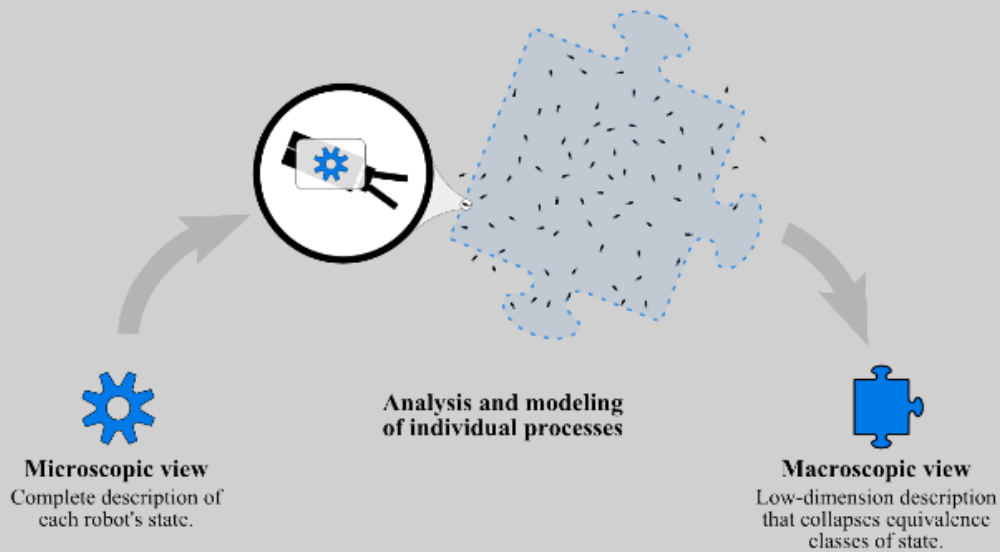 Analysis and modeling
of individual processes
Microscopic view
Complete description of
each robot's state.
Macroscopic view
Low-dimension description
that collapses equivalence
classes of state.